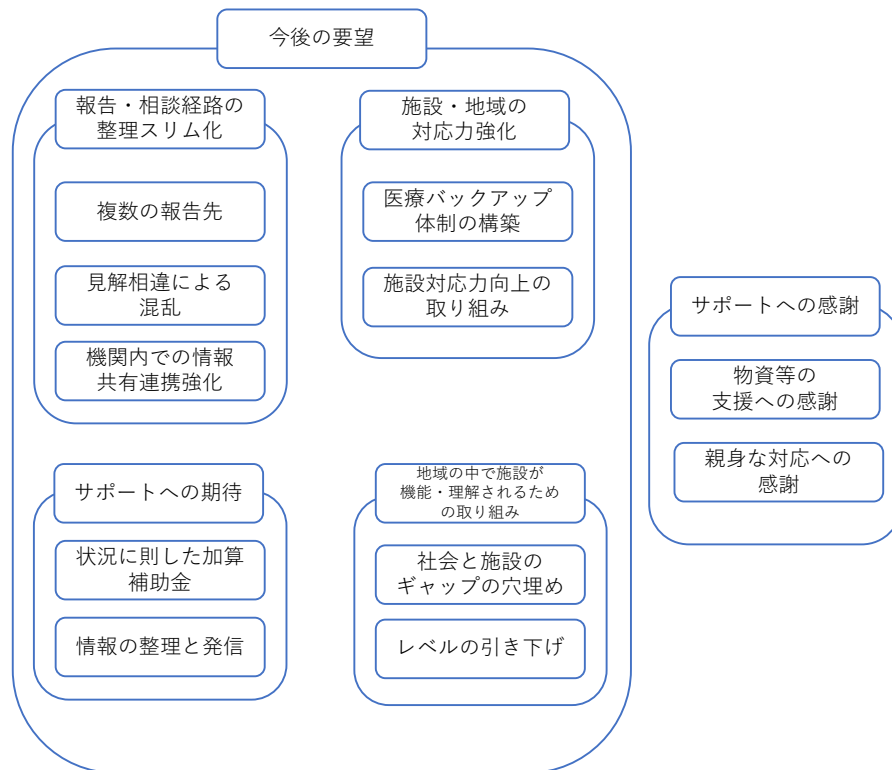 今後の要望
報告・相談経路の
整理スリム化
複数の報告先
見解相違による
混乱
機関内での情報
共有連携強化
施設・地域の
対応力強化
医療バックアップ
体制の構築
施設対応力向上の
取り組み
サポートへの期待
状況に則した加算
補助金
情報の整理と発信
地域の中で施設が
機能・理解されるため
の取り組み
社会と施設の
ギャップの穴埋め
レベルの引き下げ
サポートへの感謝
物資等の
支援への感謝
親身な対応への
感謝